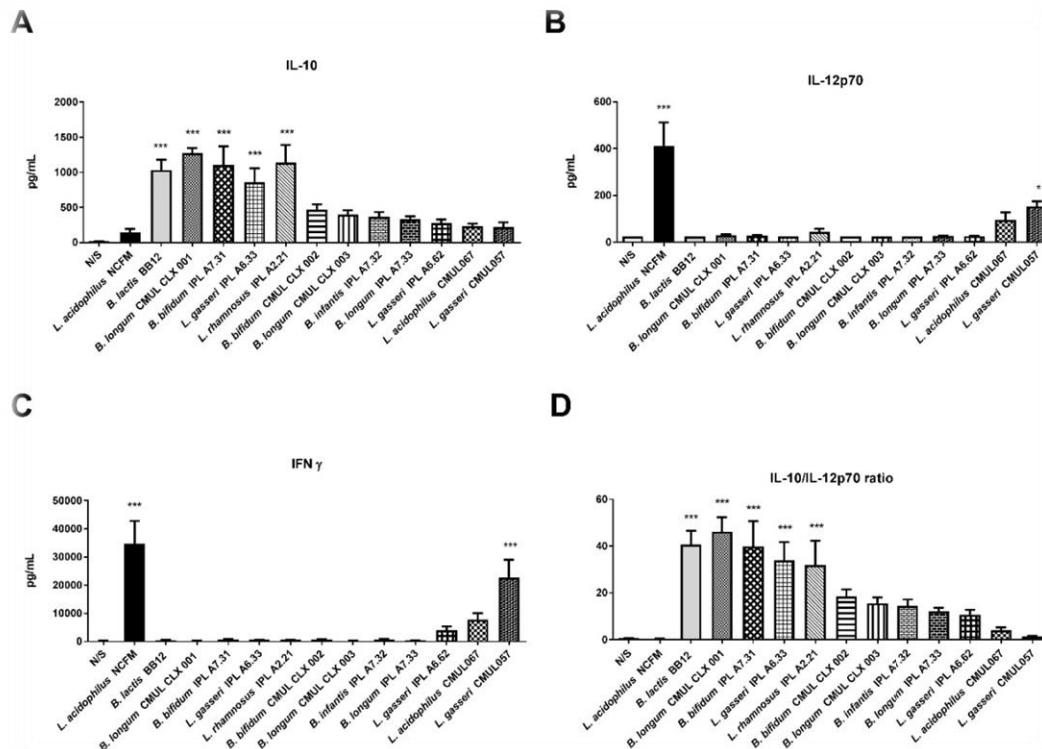 A
IL-10
pg/mL
2000
1500
1000
500
0
*** *** *** *** ***
N/S
L. acidophilus NCFM
B. lactis BB12
B. longum CMUL CLX 001
B. bifidum IPL A7.31
L. gasseri IPL A6.33
L. rhamnosus IPL A2.21
B. bifidum CMUL CLX 002
B. longum CMUL CLX 003
B. infantis IPL A7.32
B. longum IPL A7.33
L. gasseri IPL A6.62
L. acidophilus CMUL067
L. gasseri CMUL057
B
IL-12p70
pg/mL
600
400
200
0
*** *
N/S
L. acidophilus NCFM
B. lactis BB12
B. longum CMUL CLX 001
B. bifidum IPL A7.31
L. gasseri IPL A6.33
L. rhamnosus IPL A2.21
B. bifidum CMUL CLX 002
B. longum CMUL CLX 003
B. infantis IPL A7.32
B. longum IPL A7.33
L. gasseri IPL A6.62
L. acidophilus CMUL067
L. gasseri CMUL057
C
IFN γ
pg/mL
50000
40000
30000
20000
10000
0
*** ***
N/S
L. acidophilus NCFM
B. lactis BB12
B. longum CMUL CLX 001
B. bifidum IPL A7.31
L. gasseri IPL A6.33
L. rhamnosus IPL A2.21
B. bifidum CMUL CLX 002
B. longum CMUL CLX 003
B. infantis IPL A7.32
B. longum IPL A7.33
L. gasseri IPL A6.62
L. acidophilus CMUL067
L. gasseri CMUL057
D
IL-10/IL-12p70 ratio
60
40
20
0
*** *** *** *** ***
N/S
L. acidophilus NCFM
B. lactis BB12
B. longum CMUL CLX 001
B. bifidum IPL A7.31
L. gasseri IPL A6.33
L. rhamnosus IPL A2.21
B. bifidum CMUL CLX 002
B. longum CMUL CLX 003
B. infantis IPL A7.32
B. longum IPL A7.33
L. gasseri IPL A6.62
L. acidophilus CMUL067
L. gasseri CMUL057